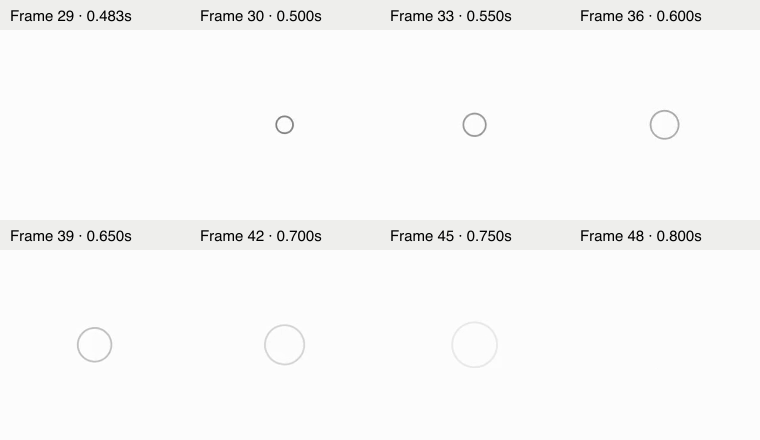 Frame 29 · 0.483s
Frame 30 · 0.500s
Frame 33 · 0.550s
Frame 36 · 0.600s
Frame 39 · 0.650s
Frame 42 · 0.700s
Frame 45 · 0.750s
Frame 48 · 0.800s